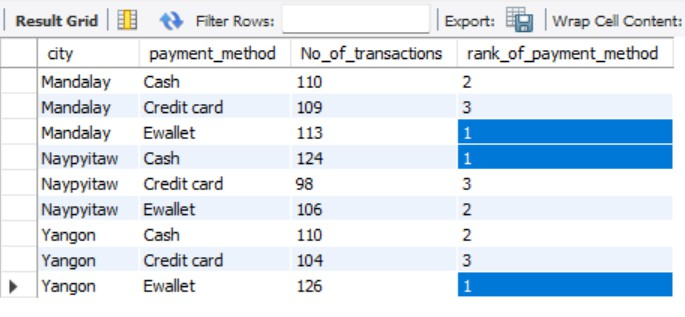 Result Grid Filter Rows: Export: Wrap Cell Content:
city payment_method No_of_transactions rank_of_payment_method
Mandalay Cash 110 2
Mandalay Credit card 109 3
Mandalay Ewallet 113 1
Naypyitaw Cash 124 1
Naypyitaw Credit card 98 3
Naypyitaw Ewallet 106 2
Yangon Cash 110 2
Yangon Credit card 104 3
Yangon Ewallet 126 1